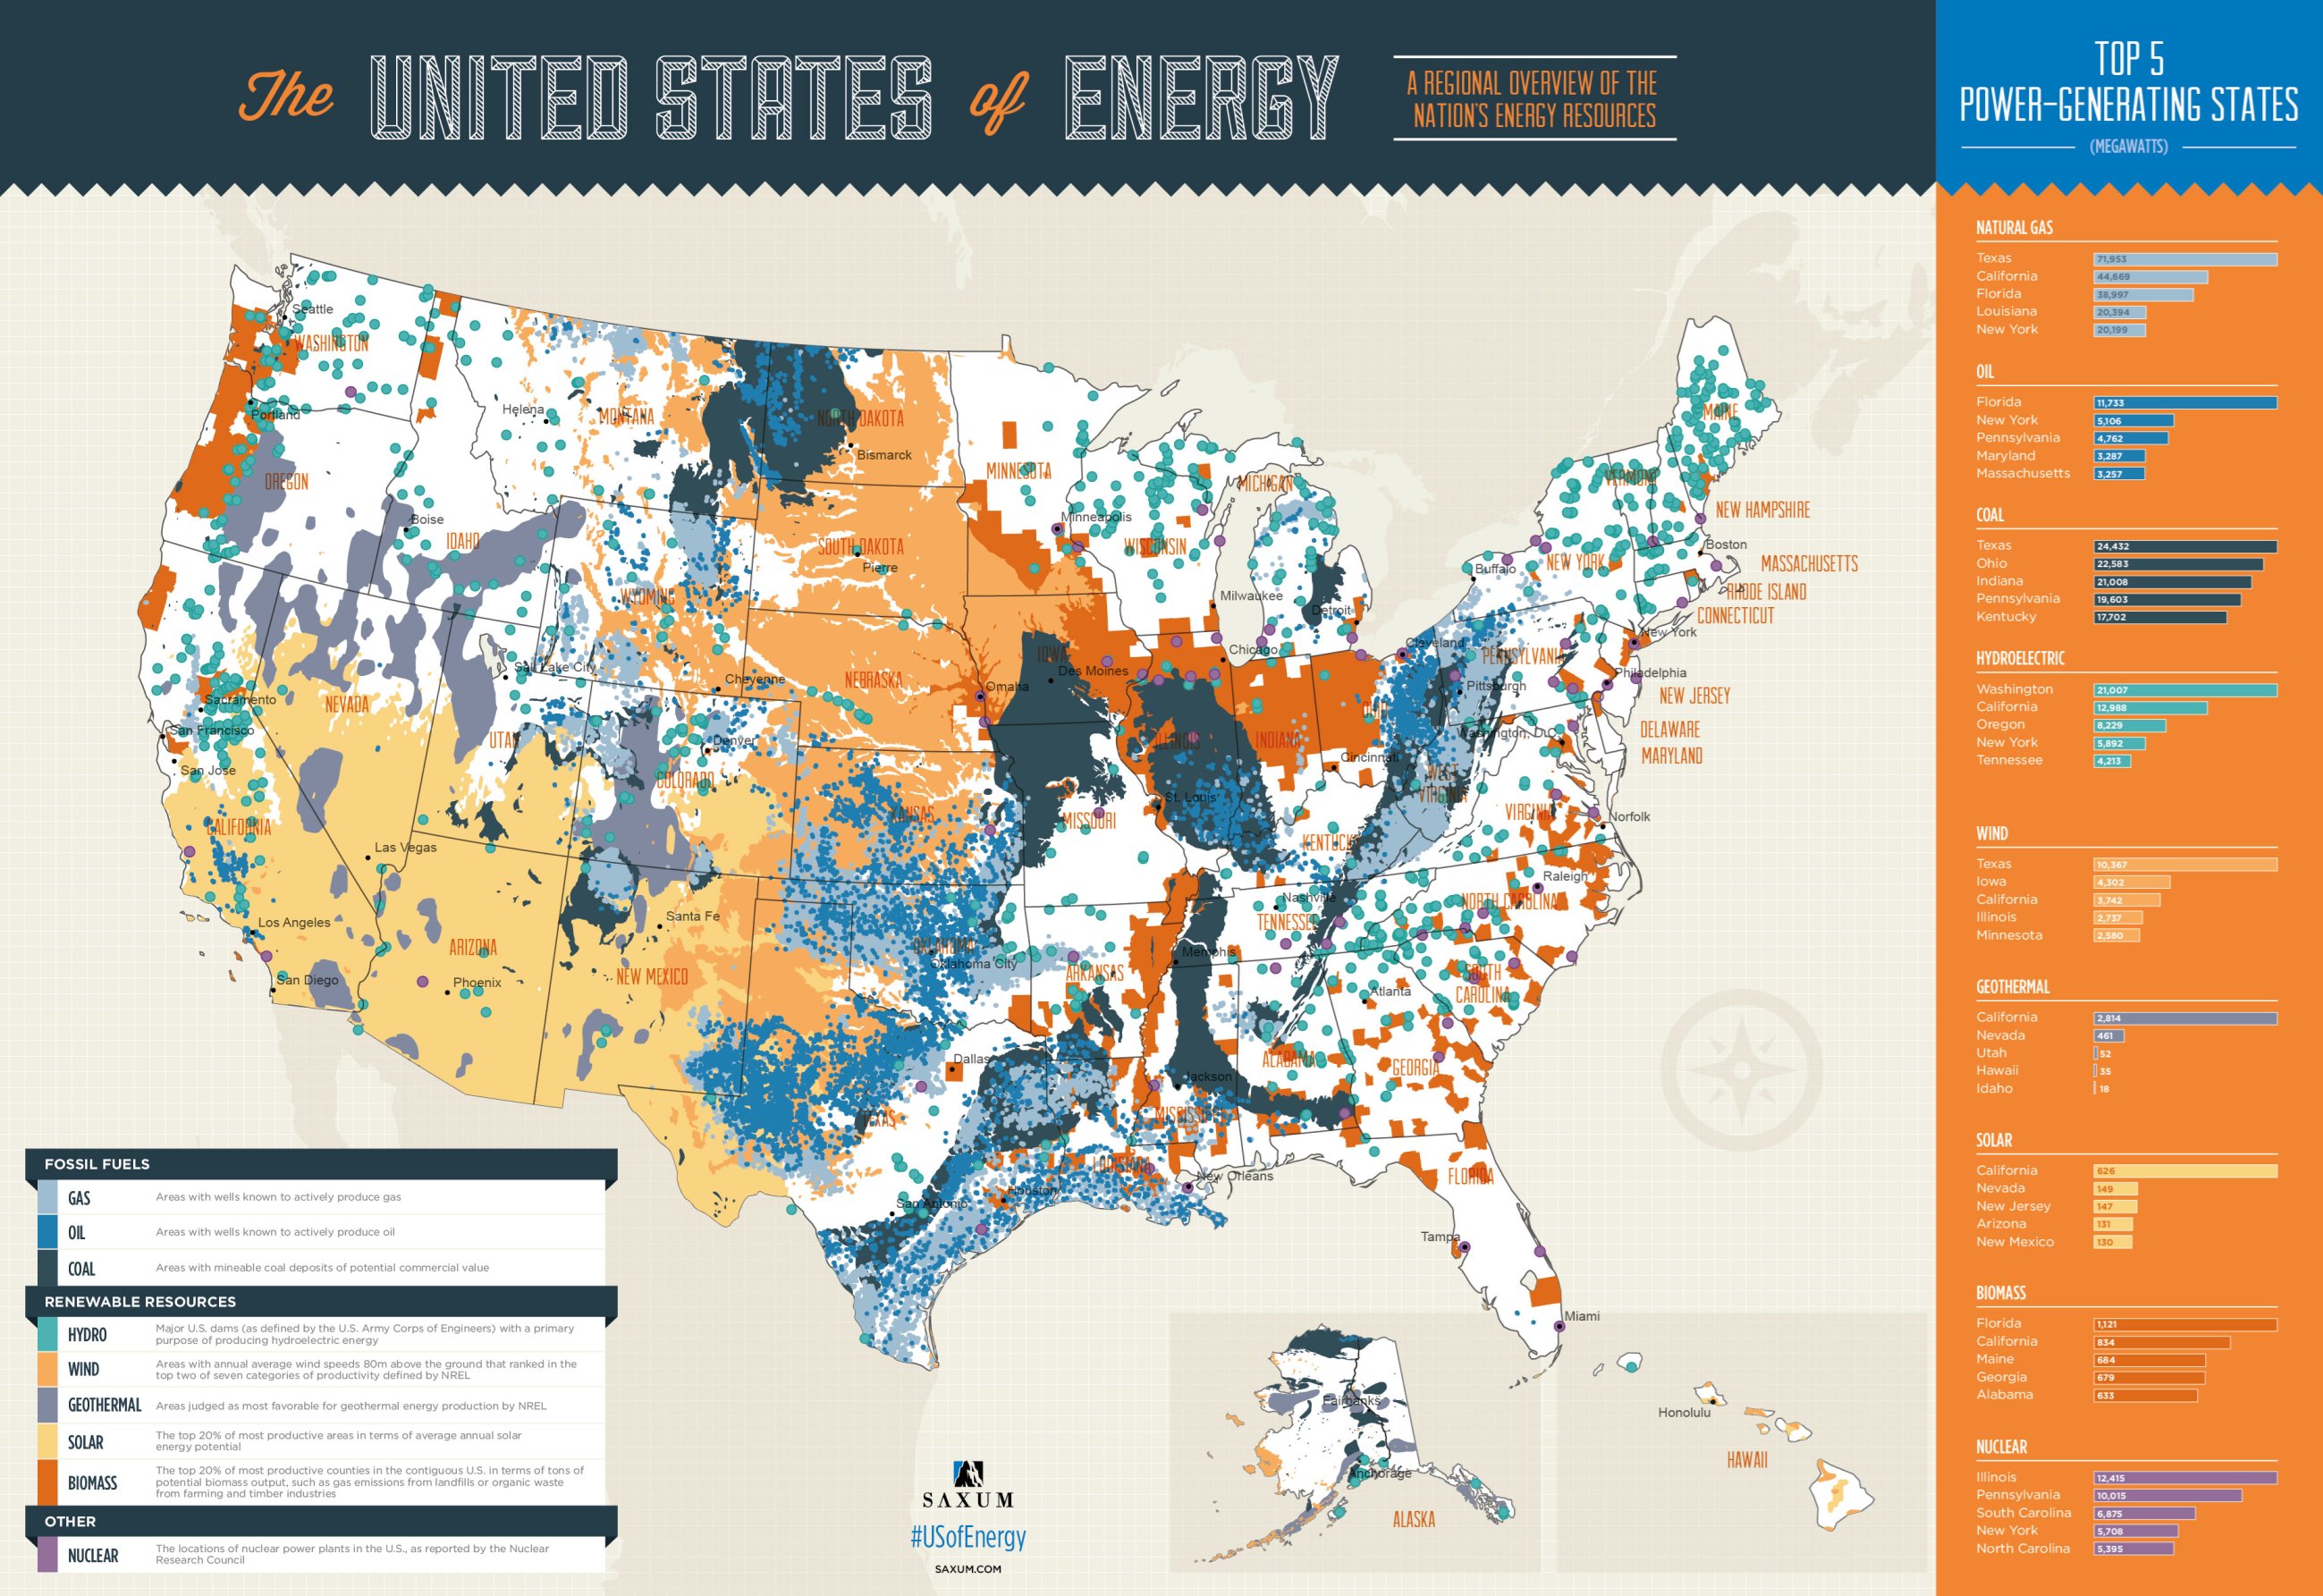 The UNITED STATES of ENERGY
A REGIONAL OVERVIEW OF THE
NATION'S ENERGY RESOURCES
TOP 5
POWER-GENERATING STATES
(MEGAWATTS)
NATURAL GAS
Texas 71,953
California 44,669
Florida 38,997
Louisiana 20,394
New York 20,199
OIL
Florida 11,733
New York 5,106
Pennsylvania 4,762
Maryland 3,287
Massachusetts 3,257
COAL
Texas 24,432
Ohio 22,583
Indiana 21,008
Pennsylvania 19,603
Kentucky 17,702
HYDROELECTRIC
Washington 21,007
California 12,988
Oregon 8,229
New York 5,892
Tennessee 4,213
WIND
Texas 10,367
Iowa 4,302
California 3,742
Illinois 2,737
Minnesota 2,580
GEOTHERMAL
California 2,814
Nevada 461
Utah 52
Hawaii 35
Idaho 18
SOLAR
California 626
Nevada 149
New Jersey 147
Arizona 131
New Mexico 130
BIOMASS
Florida 1,121
California 834
Maine 684
Georgia 679
Alabama 633
NUCLEAR
Illinois 12,415
Pennsylvania 10,015
South Carolina 6,875
New York 5,708
North Carolina 5,395
Seattle
WASHINGTON
Portland
OREGON
Helena
MONTANA
NORTH DAKOTA
Bismarck
MINNESOTA
Minneapolis
WISCONSIN
MICHIGAN
MAINE
VERMONT
NEW HAMPSHIRE
Boston
MASSACHUSETTS
NEW YORK
Buffalo
RHODE ISLAND
CONNECTICUT
New York
Boise
IDAHO
WYOMING
SOUTH DAKOTA
Pierre
Milwaukee
Detroit
Chicago
Cleveland
PENNSYLVANIA
Pittsburgh
Philadelphia
NEW JERSEY
DELAWARE
MARYLAND
Washington, D.C.
Sacramento
San Francisco
San Jose
NEVADA
Salt Lake City
UTAH
Cheyenne
Denver
COLORADO
NEBRASKA
Omaha
IOWA
Des Moines
ILLINOIS
INDIANA
OHIO
Cincinnati
WEST
VIRGINIA
VIRGINIA
Norfolk
CALIFORNIA
Las Vegas
Los Angeles
San Diego
ARIZONA
Phoenix
Santa Fe
NEW MEXICO
KANSAS
MISSOURI
St. Louis
KENTUCKY
Nashville
TENNESSEE
Memphis
Raleigh
NORTH CAROLINA
SOUTH
CAROLINA
OKLAHOMA
Oklahoma City
ARKANSAS
Atlanta
GEORGIA
ALABAMA
Jackson
MISSISSIPPI
Dallas
TEXAS
San Antonio
Houston
LOUISIANA
New Orleans
FLORIDA
Tampa
Miami
Fairbanks
Anchorage
ALASKA
Honolulu
HAWAII
FOSSIL FUELS
GAS Areas with wells known to actively produce gas
OIL Areas with wells known to actively produce oil
COAL Areas with mineable coal deposits of potential commercial value
RENEWABLE RESOURCES
HYDRO Major U.S. dams (as defined by the U.S. Army Corps of Engineers) with a primary
purpose of producing hydroelectric energy
WIND Areas with annual average wind speeds 80m above the ground that ranked in the
top two of seven categories of productivity defined by NREL
GEOTHERMAL Areas judged as most favorable for geothermal energy production by NREL
SOLAR The top 20% of most productive areas in terms of average annual solar
energy potential
BIOMASS The top 20% of most productive counties in the contiguous U.S. in terms of tons of
potential biomass output, such as gas emissions from landfills or organic waste
from farming and timber industries
OTHER
NUCLEAR The locations of nuclear power plants in the U.S., as reported by the Nuclear
Research Council
SAXUM
#USofEnergy
SAXUM.COM